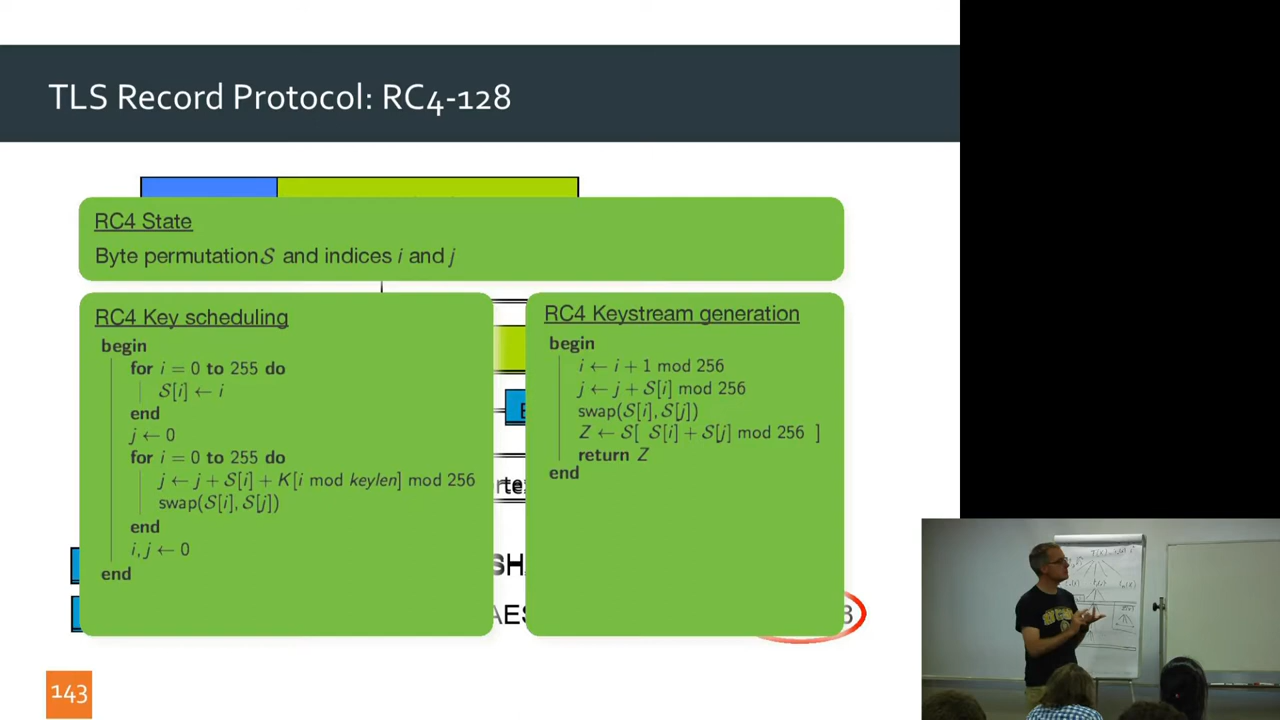 TLS Record Protocol: RC4-128
RC4 State
Byte permutation S and indices i and j
RC4 Key scheduling
begin
for i = 0 to 255 do
S[i] ← i
end
j ← 0
for i = 0 to 255 do
j ← j + S[i] + K[i mod keylen] mod 256
swap(S[i], S[j])
end
i, j ← 0
end
RC4 Keystream generation
begin
i ← i + 1 mod 256
j ← j + S[i] mod 256
swap(S[i], S[j])
Z ← S[ S[i] + S[j] mod 256 ]
return Z
end
143